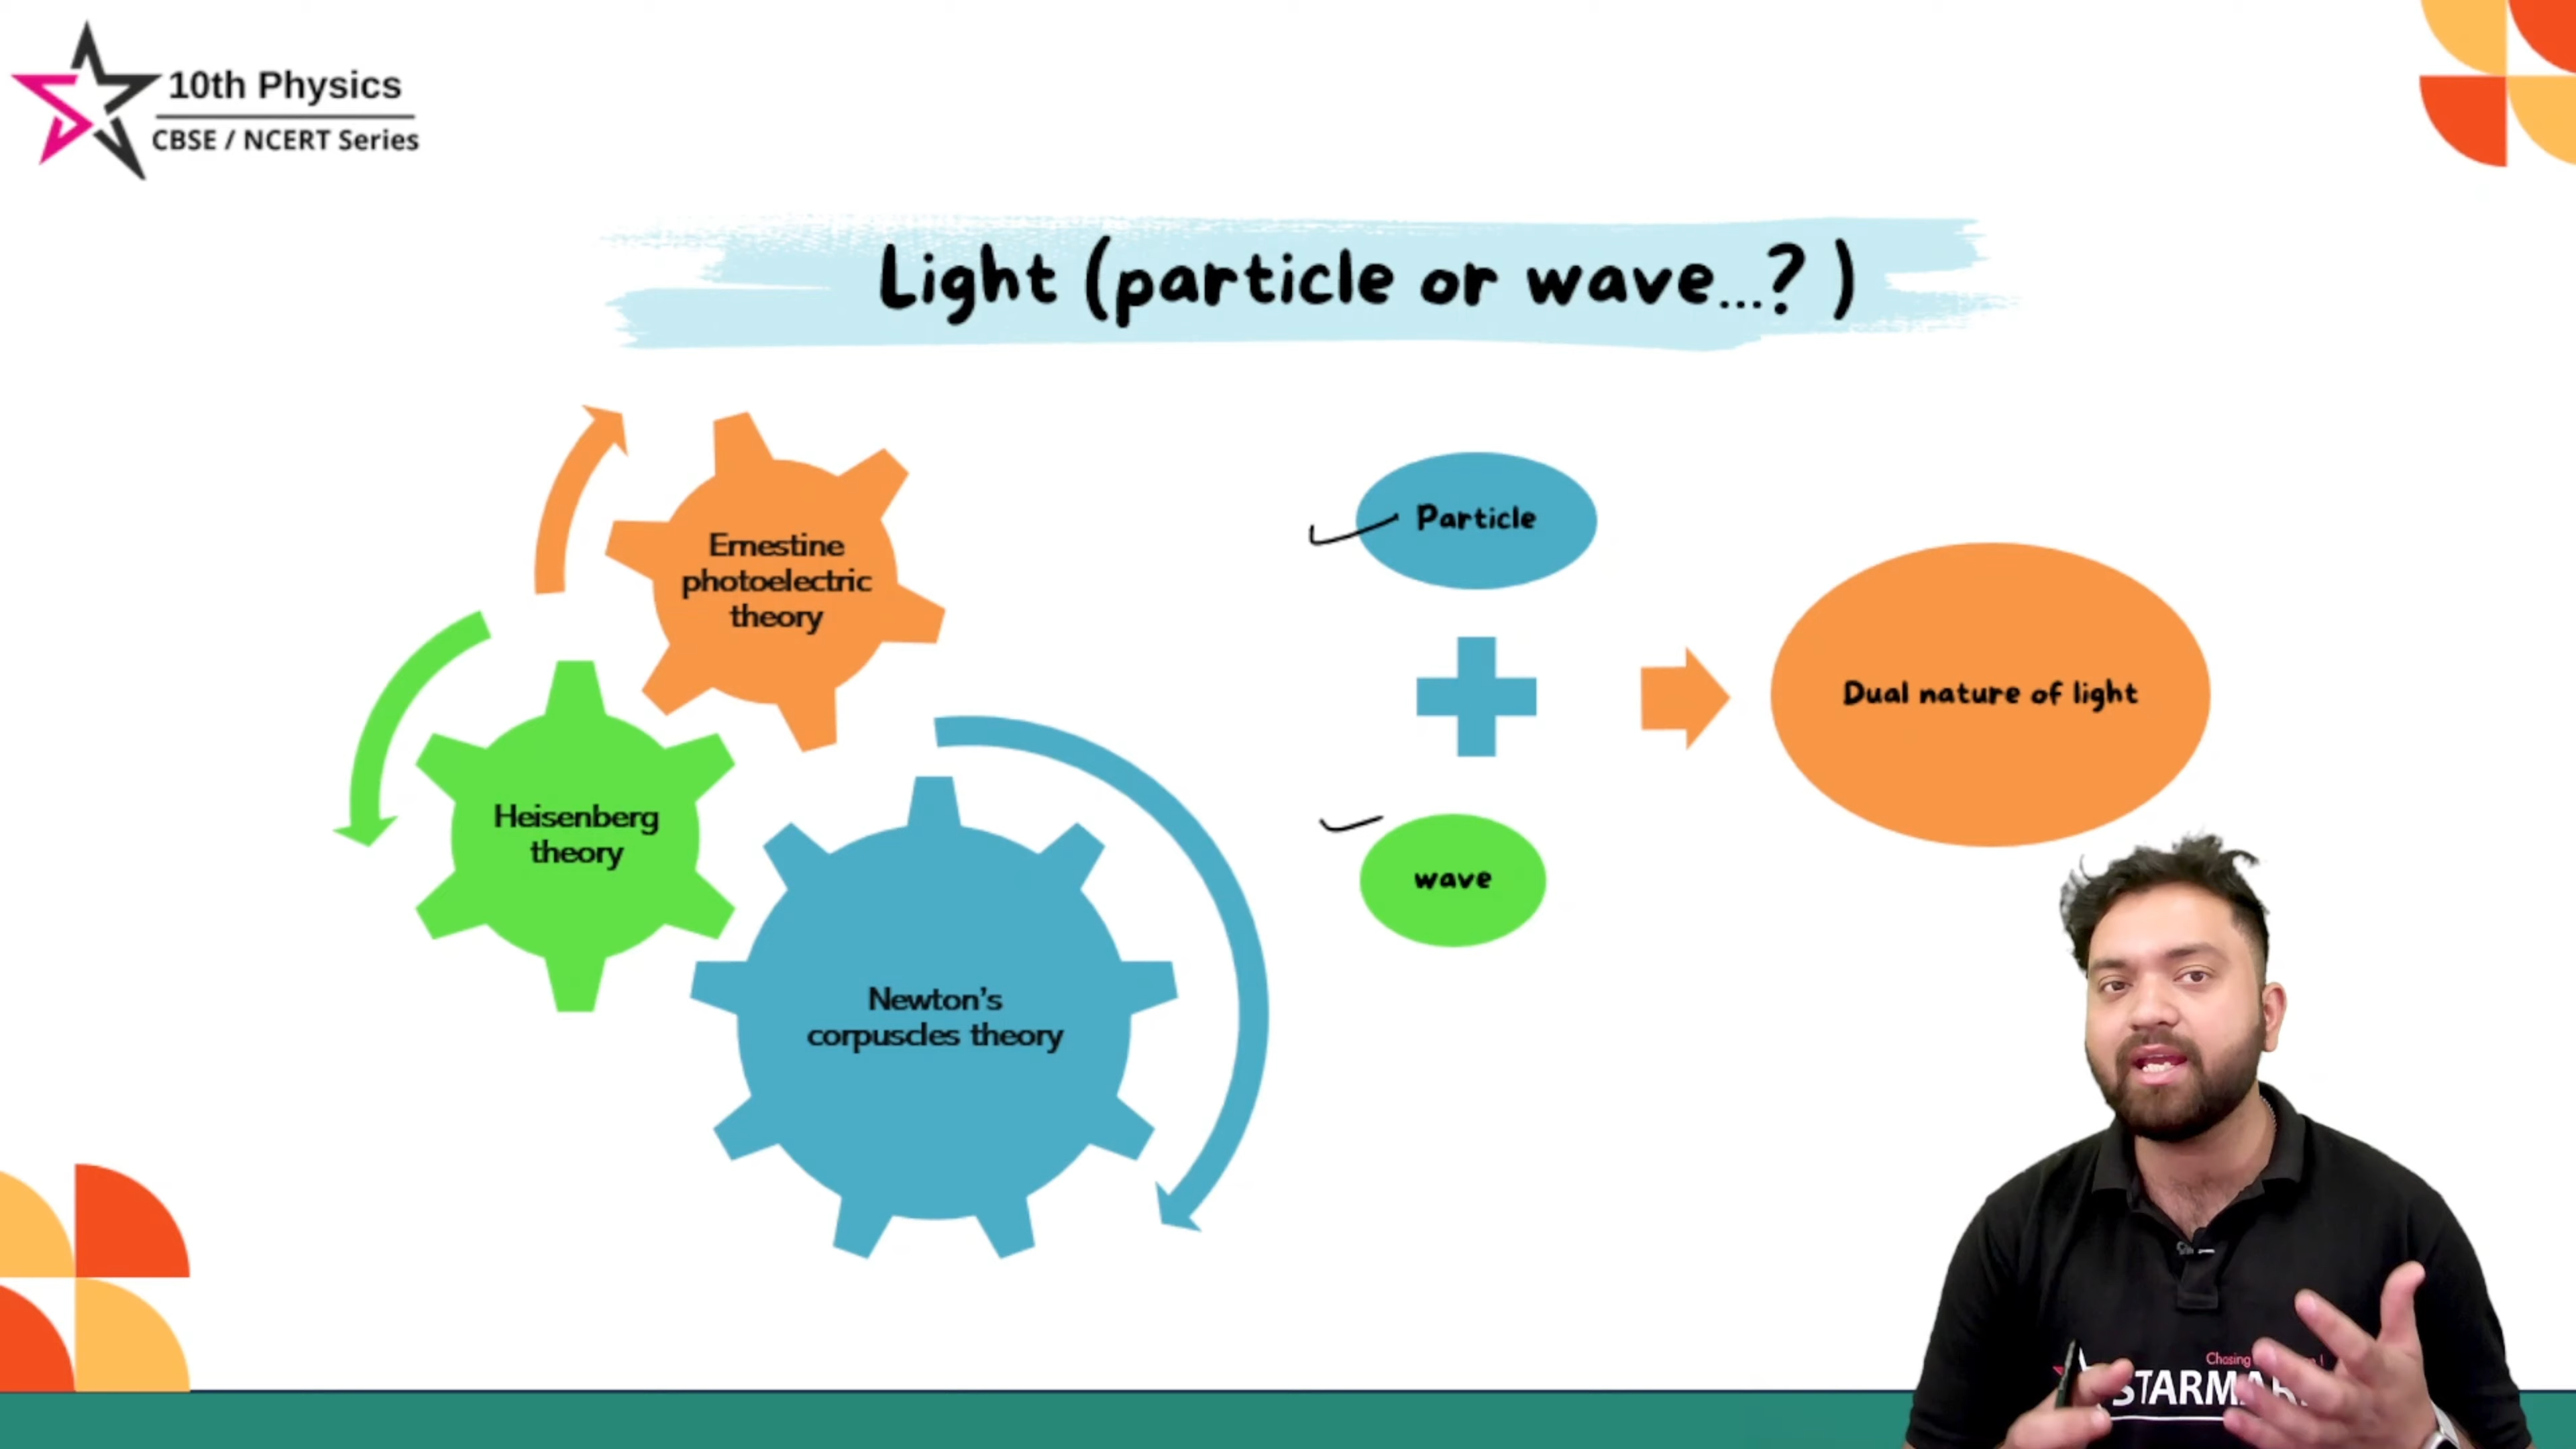 10th Physics
CBSE / NCERT Series
Light (particle or wave...? )
Ernestine
photoelectric
theory
Heisenberg
theory
Newton's
corpuscles theory
Particle
wave
Dual nature of light
Chasing
STARM